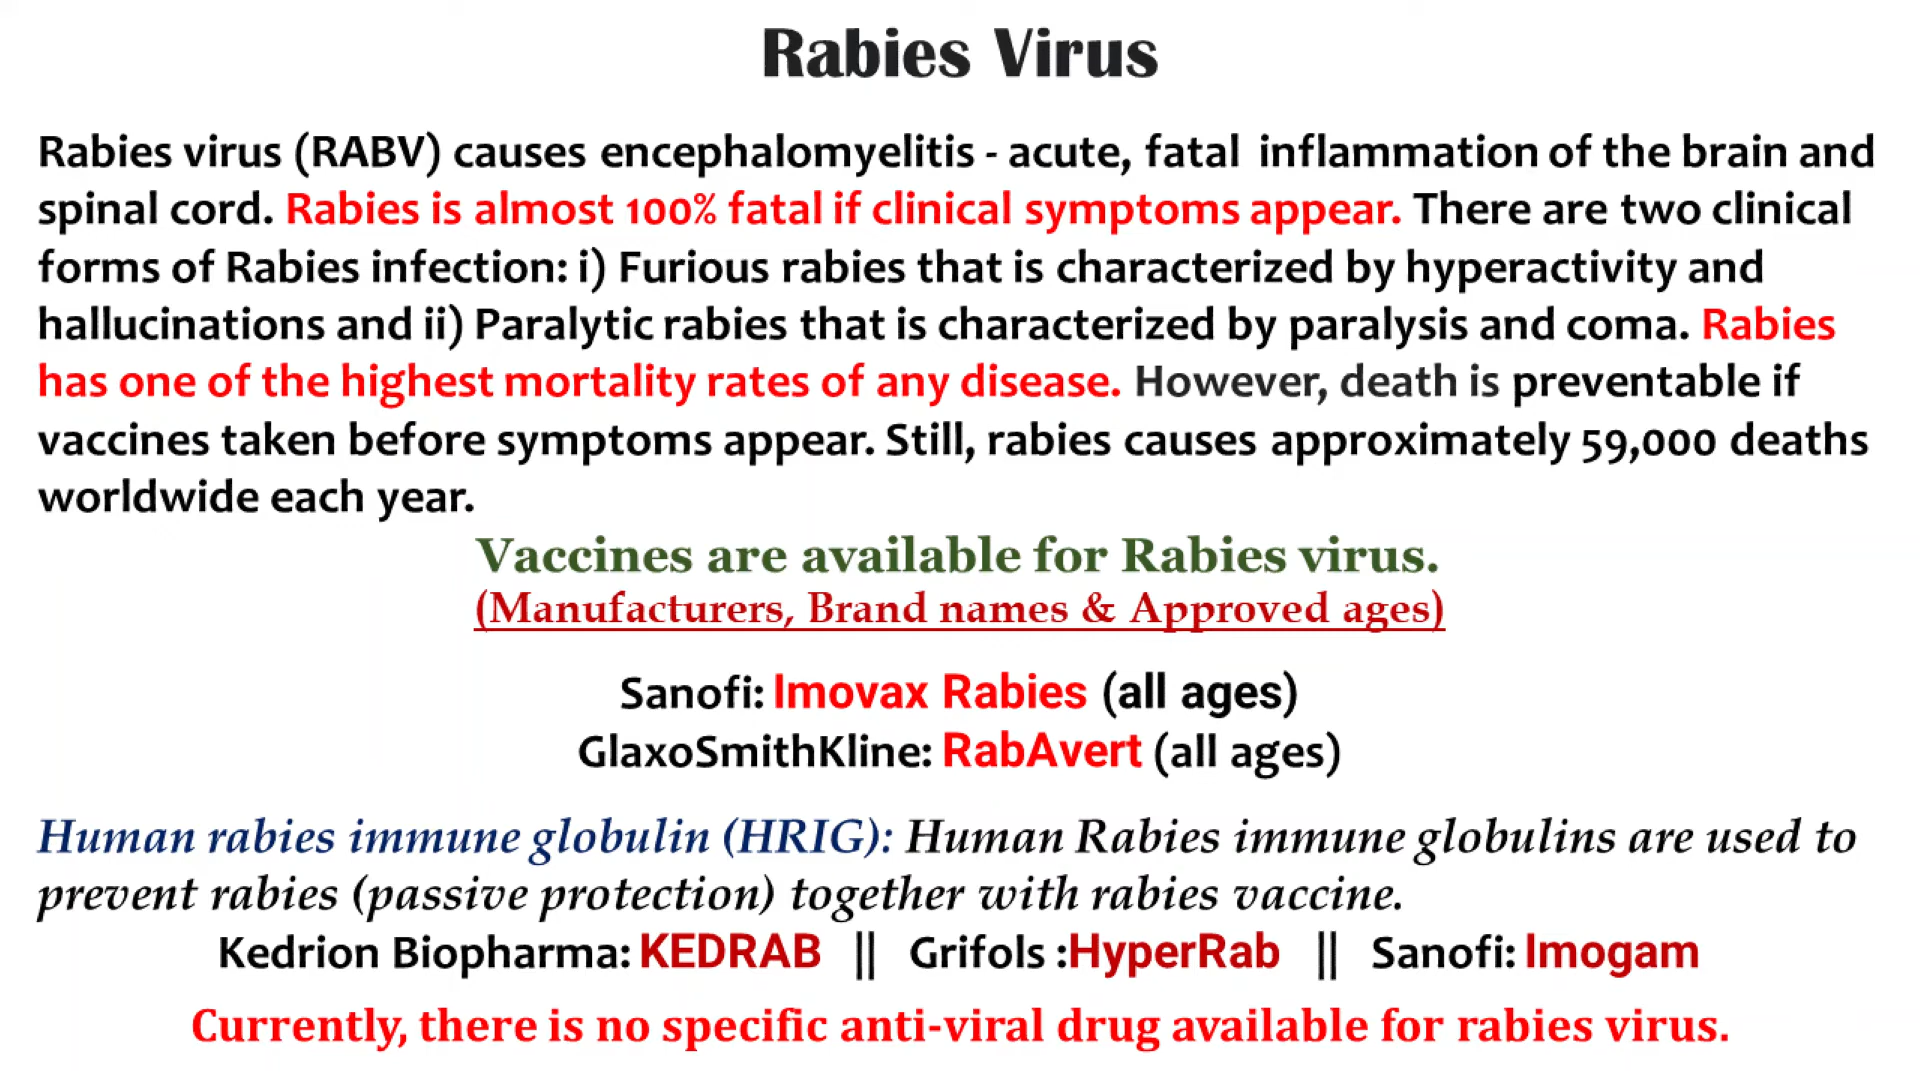 Rabies Virus
Rabies virus (RABV) causes encephalomyelitis - acute, fatal inflammation of the brain and
spinal cord. Rabies is almost 100% fatal if clinical symptoms appear. There are two clinical
forms of Rabies infection: i) Furious rabies that is characterized by hyperactivity and
hallucinations and ii) Paralytic rabies that is characterized by paralysis and coma. Rabies
has one of the highest mortality rates of any disease. However, death is preventable if
vaccines taken before symptoms appear. Still, rabies causes approximately 59,000 deaths
worldwide each year.
Vaccines are available for Rabies virus.
(Manufacturers, Brand names & Approved ages)
Sanofi: Imovax Rabies (all ages)
GlaxoSmithKline: RabAvert (all ages)
Human rabies immune globulin (HRIG): Human Rabies immune globulins are used to
prevent rabies (passive protection) together with rabies vaccine.
Kedrion Biopharma: KEDRAB || Grifols :HyperRab || Sanofi: Imogam
Currently, there is no specific anti-viral drug available for rabies virus.